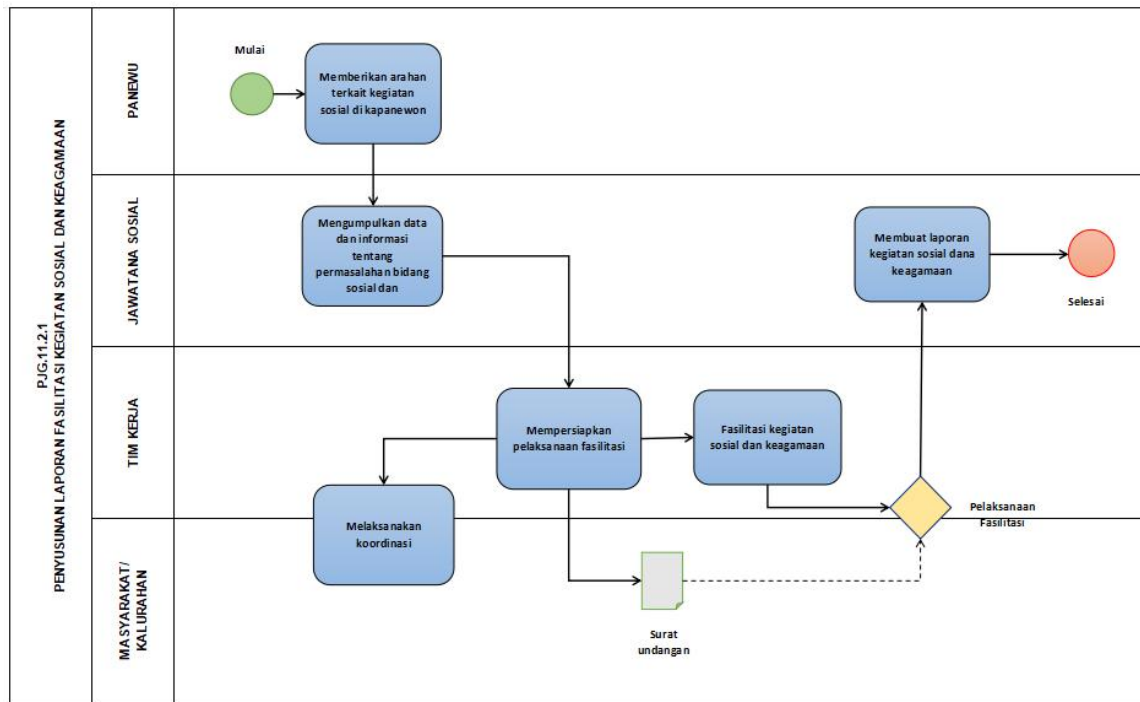 PJG.11.2.1
PENYUSUNAN LAPORAN FASILITASI KEGIATAN SOSIAL DAN KEAGAMAAN
PANEWU
Mulai
Memberikan arahan
terkait kegiatan
sosial di kapanewon
JAWATANA SOSIAL
Mengumpulkan data
dan informasi
tentang
permasalahan bidang
sosial dan
Membuat laporan
kegiatan sosial dana
keagamaan
Selesai
TIM KERJA
Mempersiapkan
pelaksanaan fasilitasi
Fasilitasi kegiatan
sosial dan keagamaan
Pelaksanaan
Fasilitasi
Melaksanakan
koordinasi
MASYARAKAT/
KALURAHAN
Surat
undangan